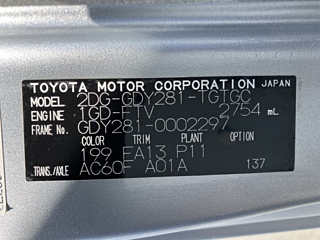 TOYOTA MOTOR CORPORATION JAPAN
MODEL 2DG-GDY281-TGTGC
ENGINE 1GD-FTV 2754 mL
FRAME No. GDY281-0002297
COLOR TRIM PLANT OPTION
199 FA13 P11
TRANS./AXLE AC60F A01A 137